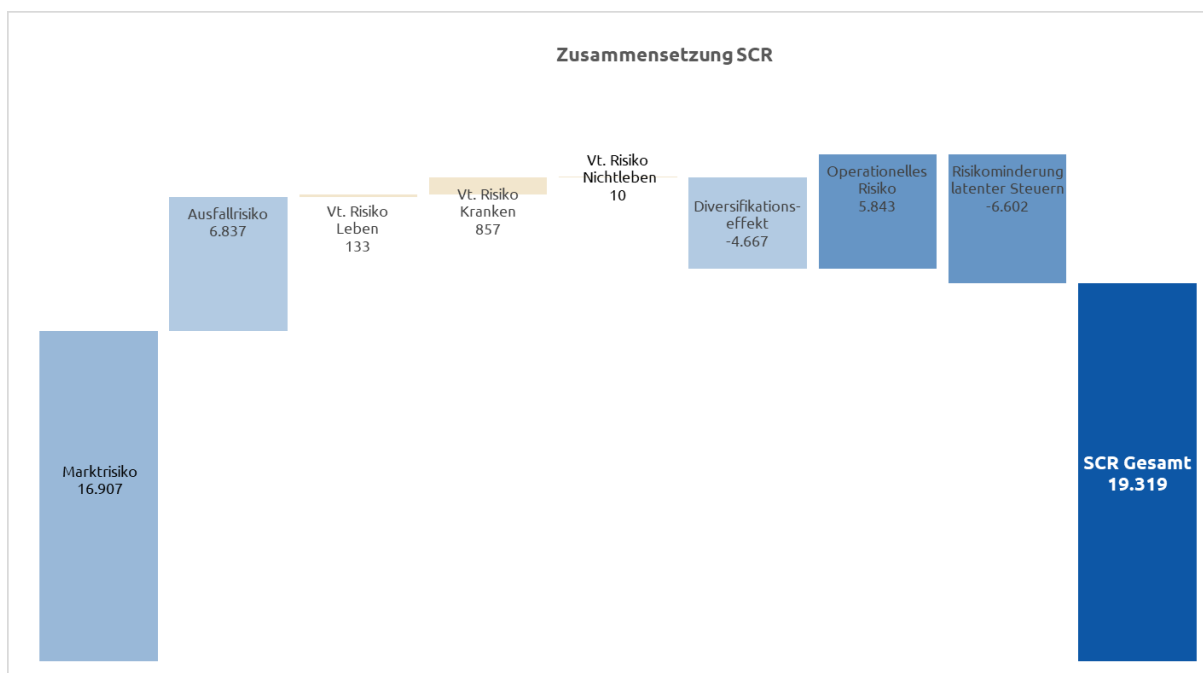 Zusammensetzung SCR
Marktrisiko
16.907
Ausfallrisiko
6.837
Vt. Risiko
Leben
133
Vt. Risiko
Kranken
857
Vt. Risiko
Nichtleben
10
Diversifikations-
effekt
-4.667
Operationelles
Risiko
5.843
Risikominderung
latenter Steuern
-6.602
SCR Gesamt
19.319